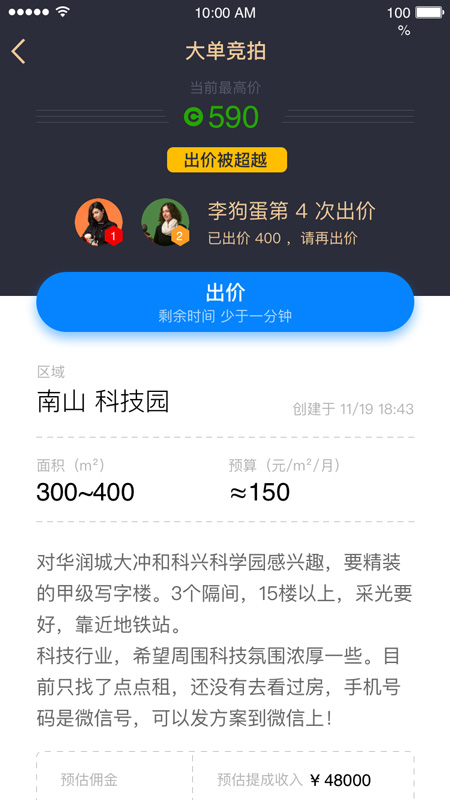 10:00 AM
100 %
大单竞拍
当前最高价
590
出价被超越
李狗蛋第 4 次出价
已出价 400 ，请再出价
1
2
出价
剩余时间 少于一分钟
区域
南山 科技园
创建于 11/19 18:43
面积（m²）
预算（元/m²/月）
300~400
≈150
对华润城大冲和科兴科学园感兴趣，要精装
的甲级写字楼。3个隔间，15楼以上，采光要
好，靠近地铁站。
科技行业，希望周围科技氛围浓厚一些。目
前只找了点点租，还没有去看过房，手机号
码是微信号，可以发方案到微信上！
预估佣金
预估提成收入 ¥ 48000